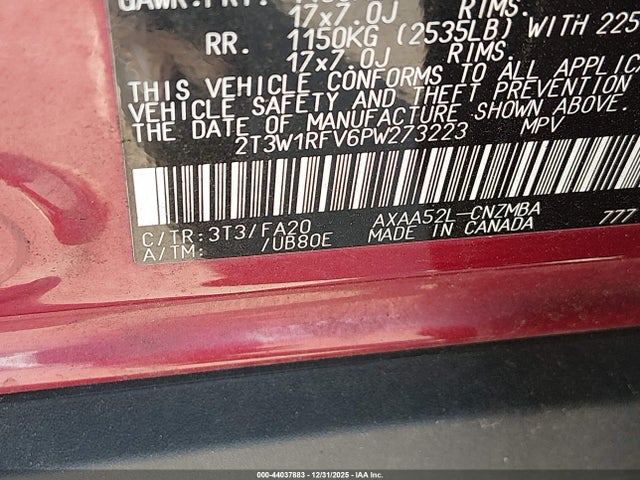 GAWR:FRT.
17x7.0J RIMS.
RR. 1150KG (2535LB) WITH 225
17x7.0J RIMS.
THIS VEHICLE CONFORMS TO ALL APPLIC
VEHICLE SAFETY AND THEFT PREVENTION
THE DATE OF MANUFACTURE SHOWN ABOVE.
2T3W1RFV6PW273223 MPV
C/TR:3T3/FA20 AXAA52L-CNZMBA 777
A/TM: /UB80E MADE IN CANADA
000-44037883 - 12/31/2025 - IAA Inc.